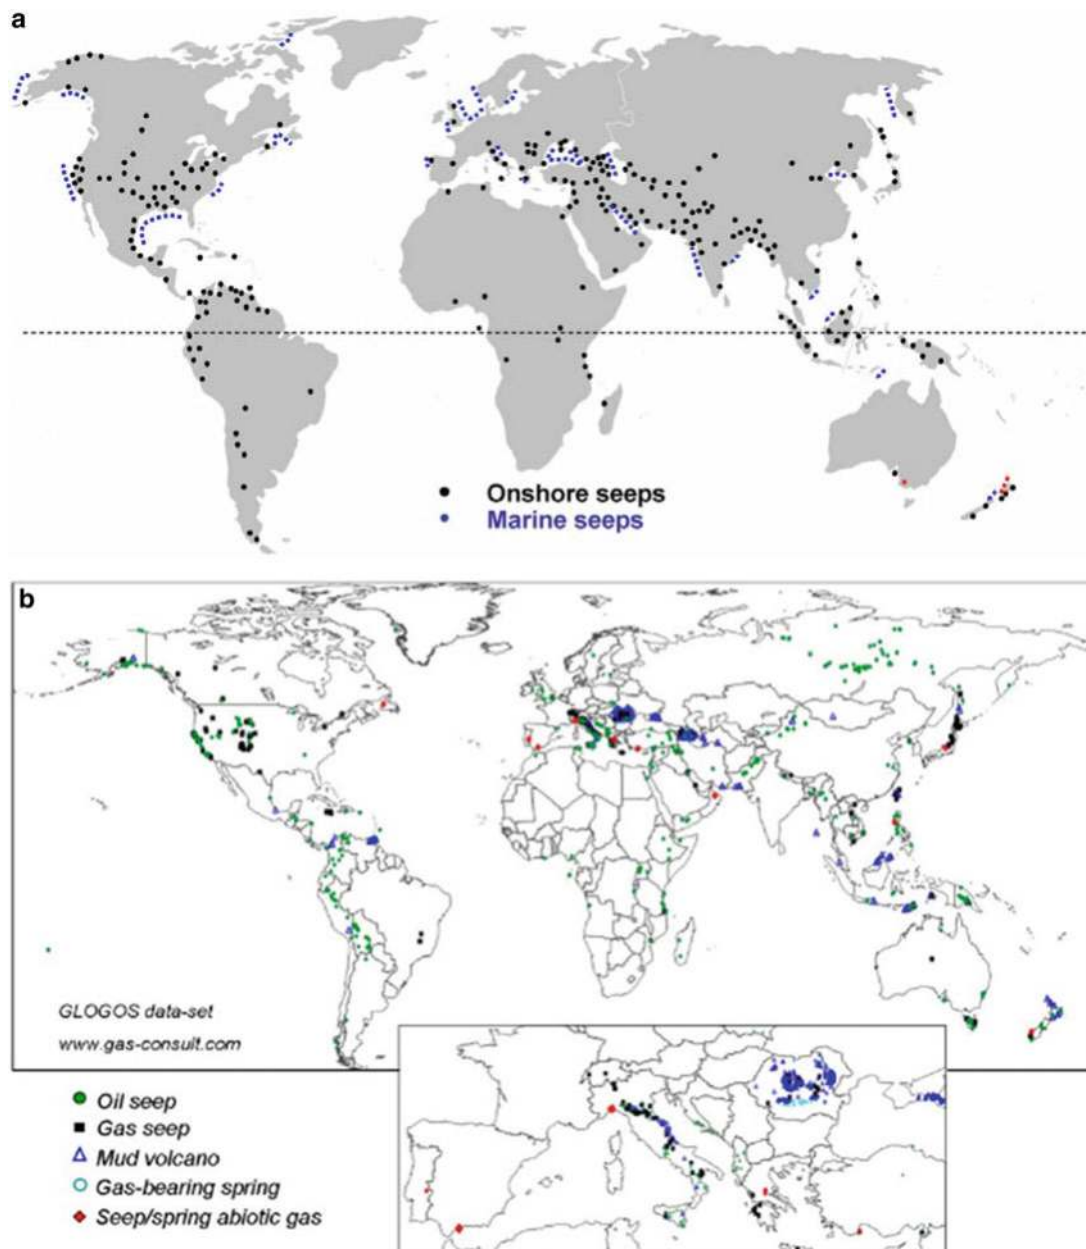 a
Onshore seeps
Marine seeps
b
GLOGOS data-set
www.gas-consult.com
Oil seep
Gas seep
Mud volcano
Gas-bearing spring
Seep/spring abiotic gas